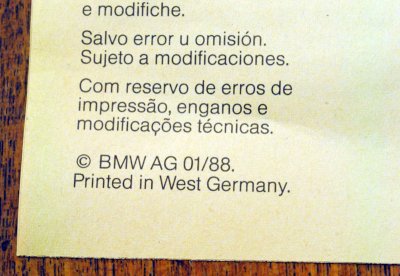 e modifiche.
Salvo error u omisión.
Sujeto a modificaciones.
Com reservo de erros de
impressão, enganos e
modificações técnicas.
© BMW AG 01/88.
Printed in West Germany.